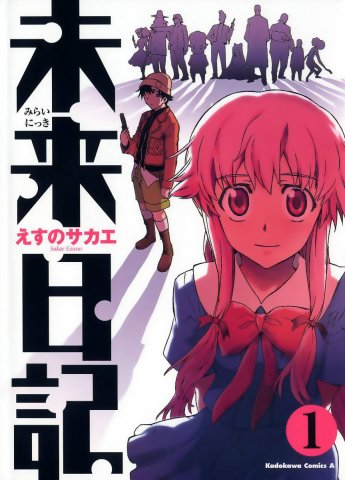 未来日記
みらい
にっき
えすのサカエ
Sakae Esuno
1
Kadokawa Comics A